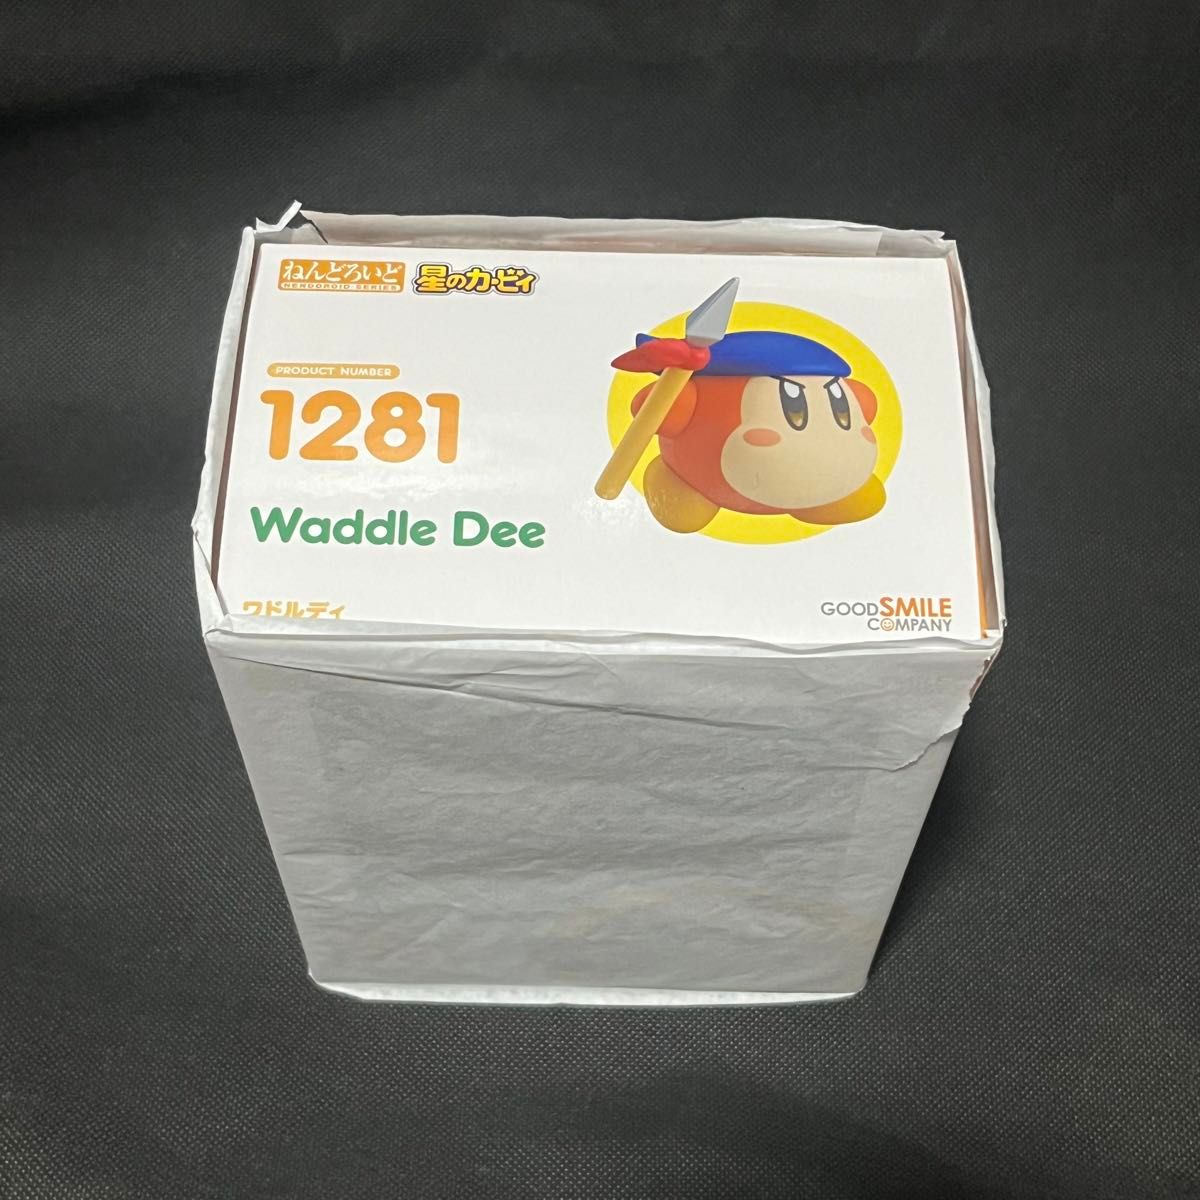 ねんどろいど
NENDOROID SERIES
星のカービィ
PRODUCT NUMBER
1281
Waddle Dee
ワドルディ
GOOD SMILE
COMPANY